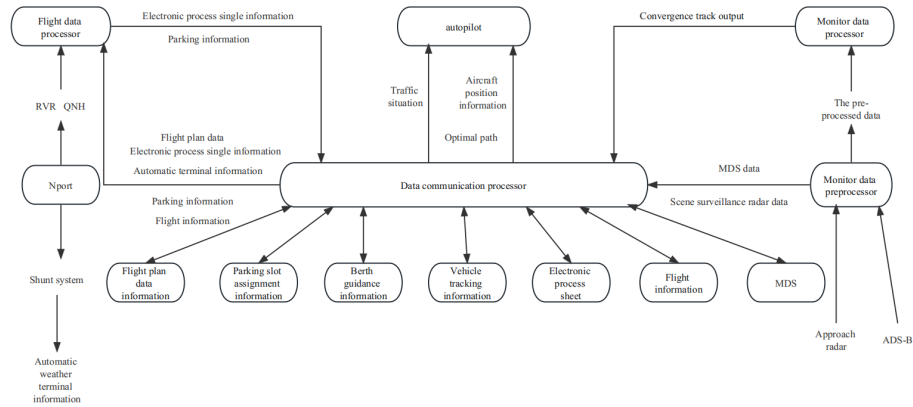 Flight data
processor
Electronic process single information
Parking information
autopilot
Convergence track output
Monitor data
processor
RVR QNH
Traffic
situation
Aircraft
position
information
Optimal path
The pre-
processed data
Flight plan data
Electronic process single information
Automatic terminal information
Nport
Data communication processor
MDS data
Scene surveillance radar data
Monitor data
preprocessor
Parking information
Flight information
Shunt system
Flight plan
data
information
Parking slot
assignment
information
Berth
guidance
information
Vehicle
tracking
information
Electronic
process
sheet
Flight
information
MDS
Approach
radar
ADS-B
Automatic
weather
terminal
information